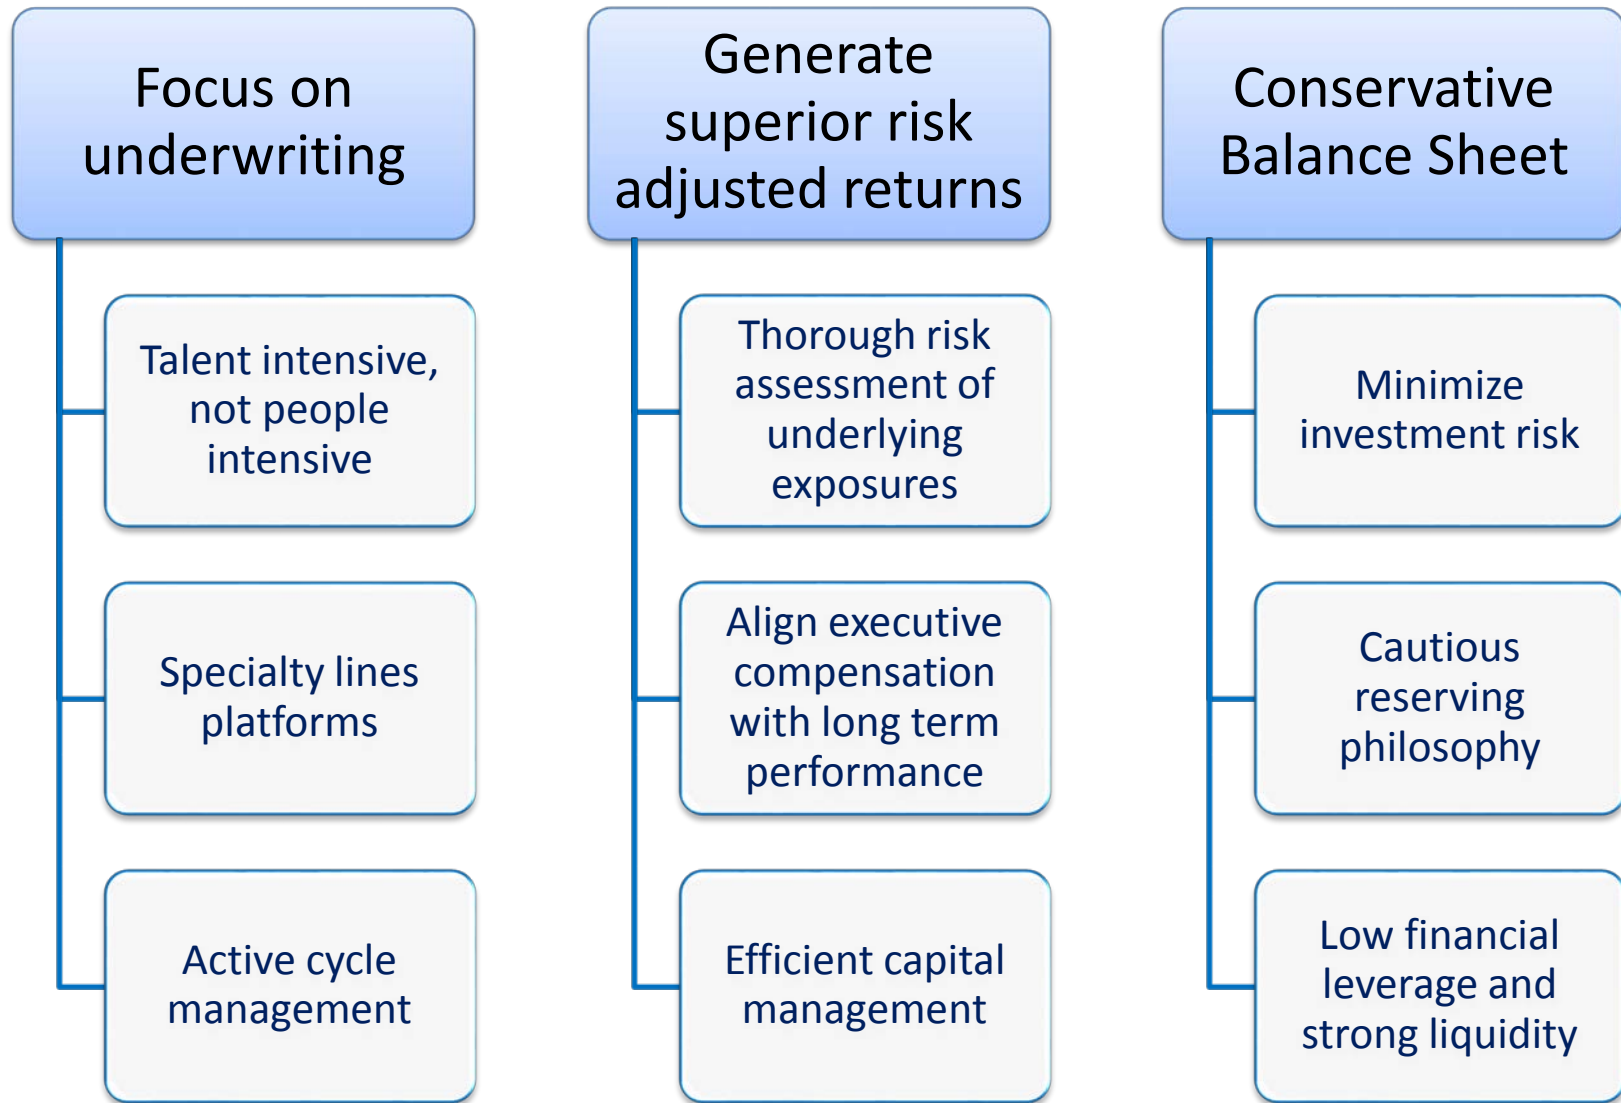 Focus on
underwriting
Talent intensive,
not people
intensive
Specialty lines
platforms
Active cycle
management
Generate
superior risk
adjusted returns
Thorough risk
assessment of
underlying
exposures
Align executive
compensation
with long term
performance
Efficient capital
management
Conservative
Balance Sheet
Minimize
investment risk
Cautious
reserving
philosophy
Low financial
leverage and
strong liquidity